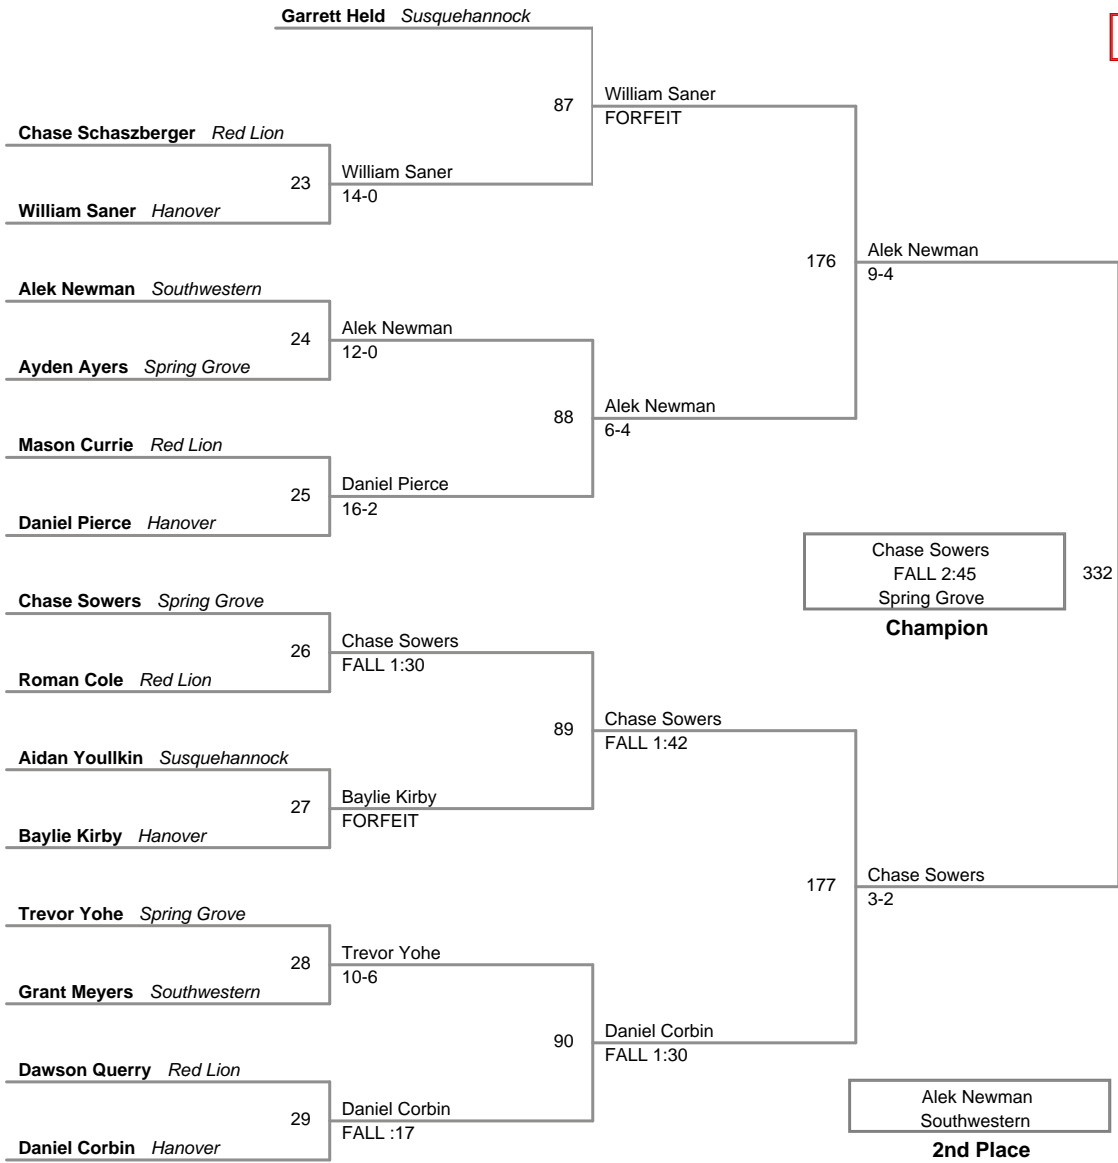 Garrett Held Susquehannock
87
William Saner
FORFEIT
Chase Schaszberger Red Lion
23
William Saner
14-0
William Saner Hanover
176
Alek Newman
9-4
Alek Newman Southwestern
24
Alek Newman
12-0
Ayden Ayers Spring Grove
88
Alek Newman
6-4
Mason Currie Red Lion
25
Daniel Pierce
16-2
Daniel Pierce Hanover
Chase Sowers
FALL 2:45
Spring Grove
332
Champion
Chase Sowers Spring Grove
26
Chase Sowers
FALL 1:30
Roman Cole Red Lion
89
Chase Sowers
FALL 1:42
Aidan Youllkin Susquehannock
27
Baylie Kirby
FORFEIT
Baylie Kirby Hanover
177
Chase Sowers
3-2
Trevor Yohe Spring Grove
28
Trevor Yohe
10-6
Grant Meyers Southwestern
90
Daniel Corbin
FALL 1:30
Dawson Querry Red Lion
29
Daniel Corbin
FALL :17
Daniel Corbin Hanover
Alek Newman
Southwestern
2nd Place